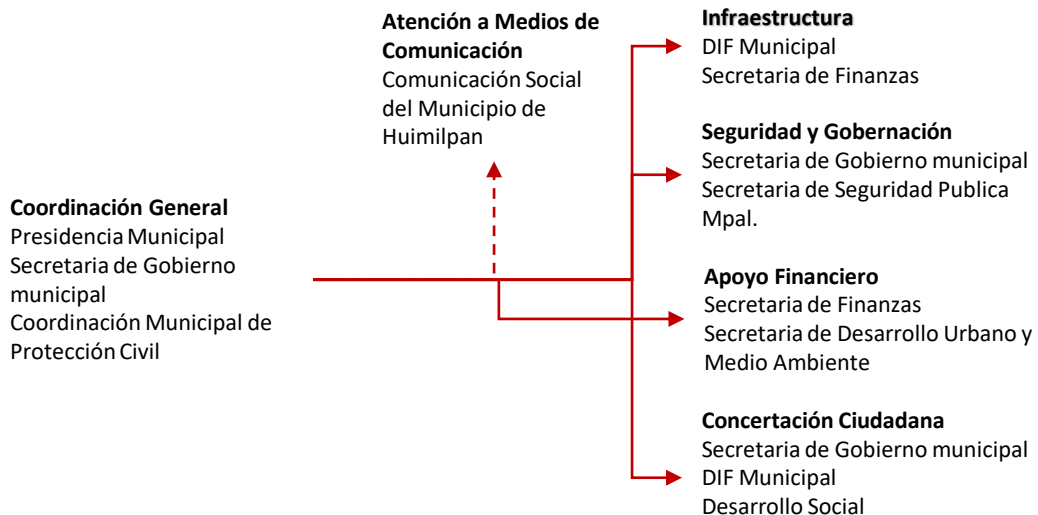 Atención a Medios de
Comunicación
Comunicación Social
del Municipio de
Huimilpan
Coordinación General
Presidencia Municipal
Secretaria de Gobierno
municipal
Coordinación Municipal de
Protección Civil
Infraestructura
DIF Municipal
Secretaria de Finanzas
Seguridad y Gobernación
Secretaria de Gobierno municipal
Secretaria de Seguridad Publica
Mpal.
Apoyo Financiero
Secretaria de Finanzas
Secretaria de Desarrollo Urbano y
Medio Ambiente
Concertación Ciudadana
Secretaria de Gobierno municipal
DIF Municipal
Desarrollo Social